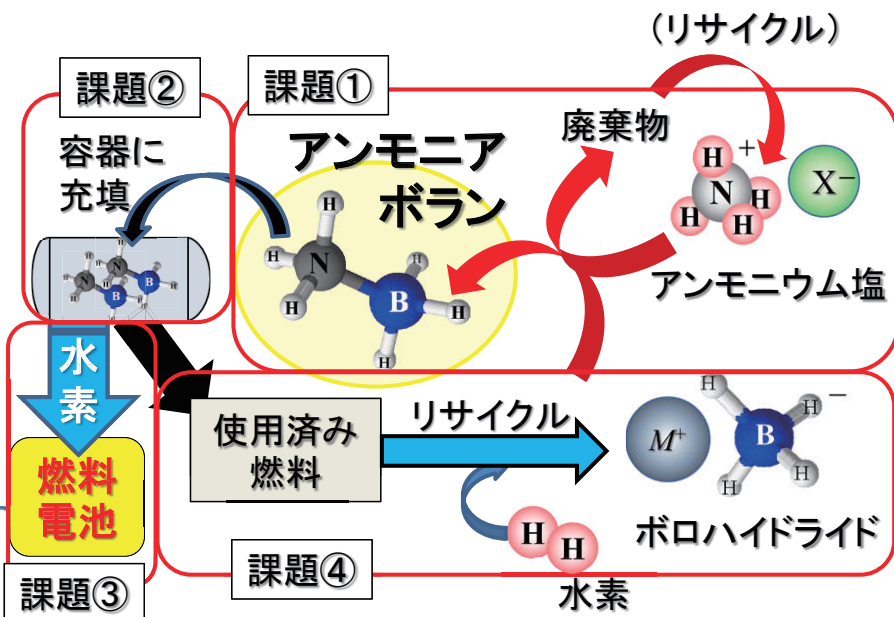 (リサイクル)
課題②
課題①
容器に
充填
アンモニア
ボラン
廃棄物
H
+
N
H
H
H
X−
アンモニウム塩
H
H
N
H
B
H
H
H
H
N
N
H
H
B
B
H
H
水
素
燃料
電池
課題③
使用済み
燃料
リサイクル
H
H
−
M+
B
H
H
ボロハイドライド
H
H
水素
課題④